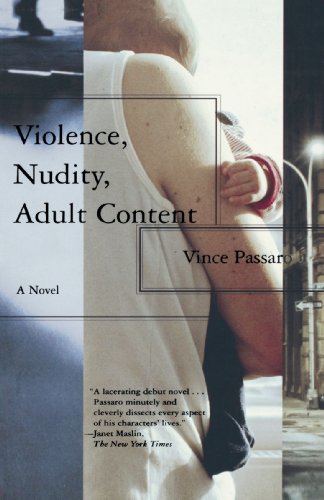 Violence,
Nudity,
Adult Content
Vince Passaro
A Novel
"A lacerating debut novel . . .
Passaro minutely and
cleverly dissects every aspect
of his characters' lives."
—Janet Maslin,
The New York Times